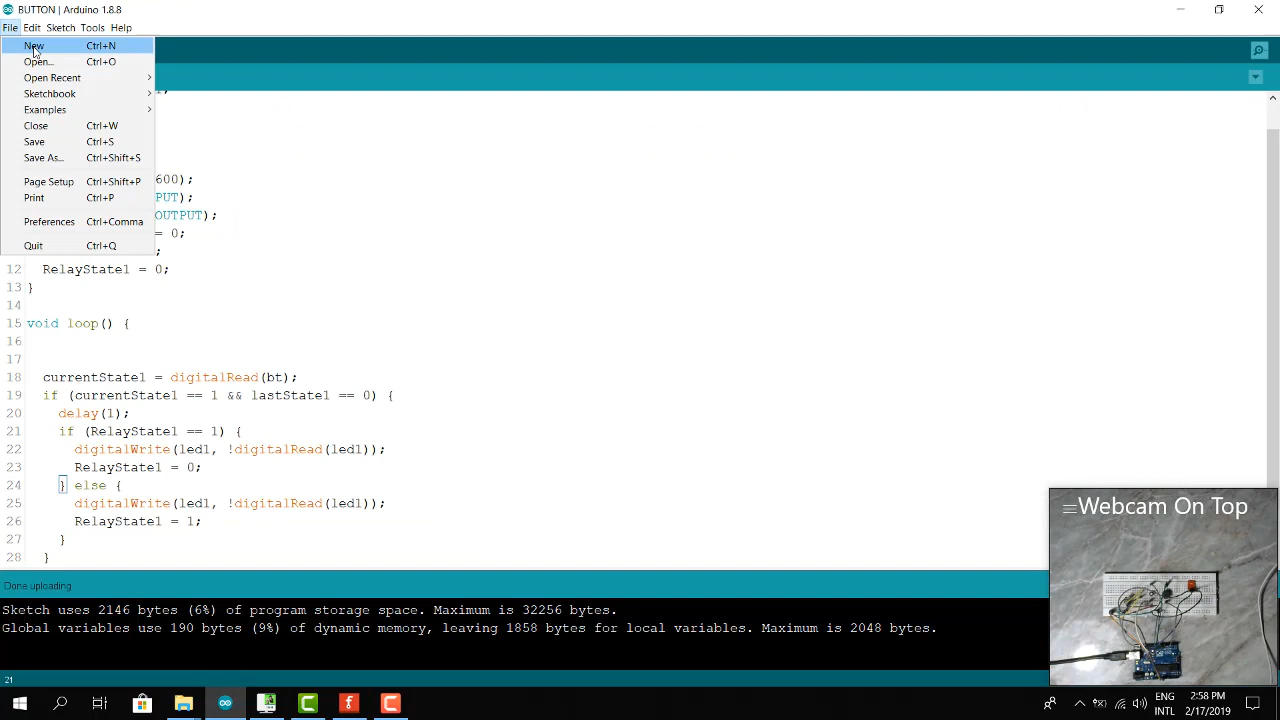 BUTTON | Arduino 1.8.8
File Edit Sketch Tools Help
New Ctrl+N
Open... Ctrl+O
Open Recent
Sketchbook
Examples
Close Ctrl+W
Save Ctrl+S
Save As... Ctrl+Shift+S
Page Setup Ctrl+Shift+P
Print Ctrl+P
Preferences Ctrl+Comma
Quit Ctrl+Q
600);
PUT);
OUTPUT);
= 0;
;
12 RelayState1 = 0;
13 }
14
15 void loop() {
16
17
18 currentState1 = digitalRead(bt);
19 if (currentState1 == 1 && lastState1 == 0) {
20 delay(1);
21 if (RelayState1 == 1) {
22 digitalWrite(led1, !digitalRead(led1));
23 RelayState1 = 0;
24 } else {
25 digitalWrite(led1, !digitalRead(led1));
26 RelayState1 = 1;
27 }
28 }
Webcam On Top
Done uploading
Sketch uses 2146 bytes (6%) of program storage space. Maximum is 32256 bytes.
Global variables use 190 bytes (9%) of dynamic memory, leaving 1858 bytes for local variables. Maximum is 2048 bytes.
21
ENG
INTL
2:58 PM
2/17/2019